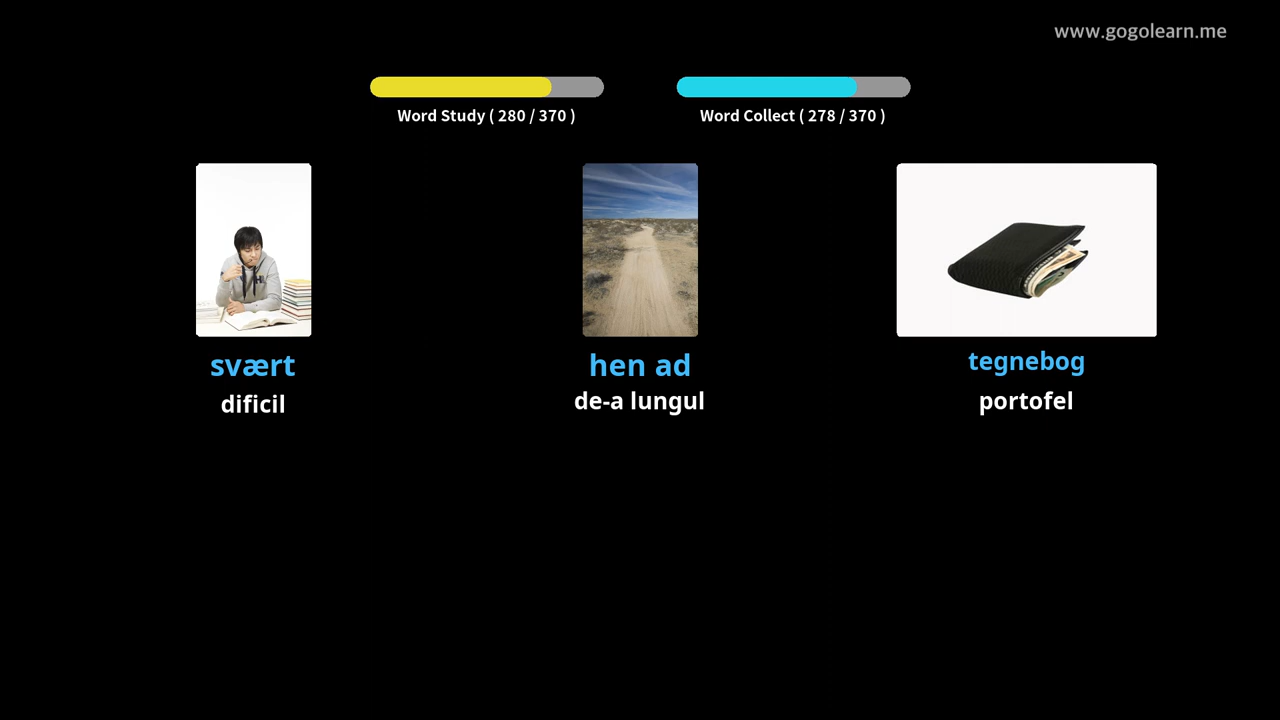 www.gogolearn.me
Word Study ( 280 / 370 )
Word Collect ( 278 / 370 )
svært
dificil
hen ad
de-a lungul
tegnebog
portofel